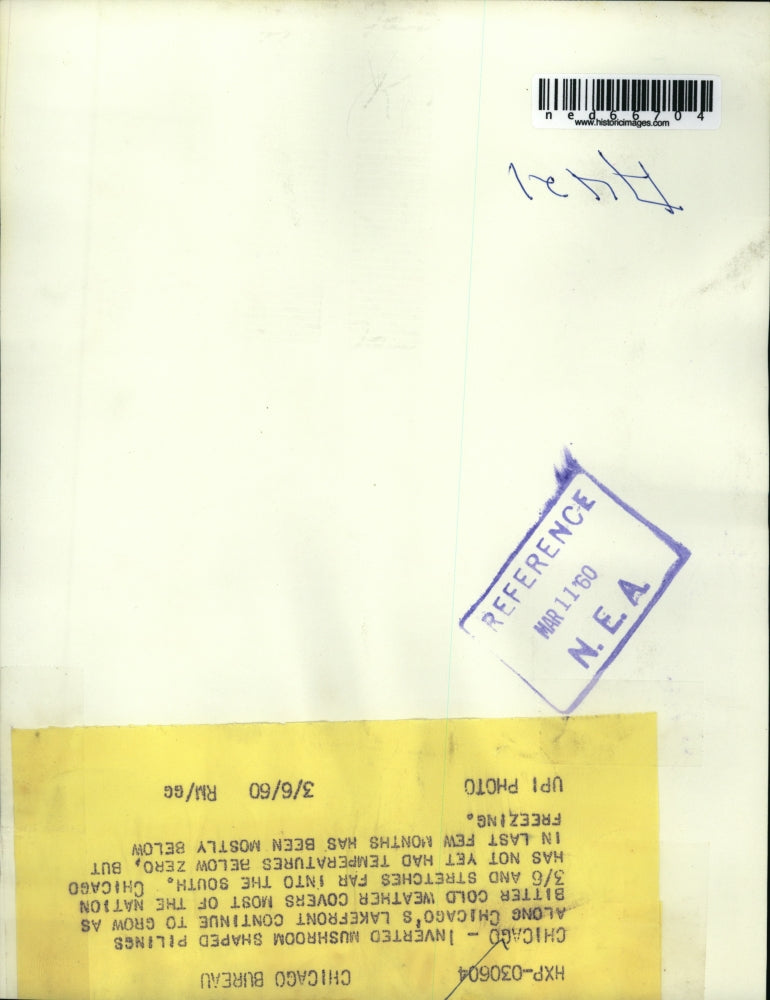 ned66704
www.historicimages.com
REFERENCE
MAR 11 '60
N. E. A.
HXP-030604 CHICAGO BUREAU
CHICAGO - INVERTED MUSHROOM SHAPED PILINGS
ALONG CHICAGO'S LAKEFRONT CONTINUE TO GROW AS
BITTER COLD WEATHER COVERS MOST OF THE NATION
3/6 AND STRETCHES FAR INTO THE SOUTH. CHICAGO
HAS NOT YET HAD TEMPERATURES BELOW ZERO, BUT
IN LAST FEW MONTHS HAS BEEN MOSTLY BELOW
FREEZING.
UPI PHOTO 3/6/60 RM/GG